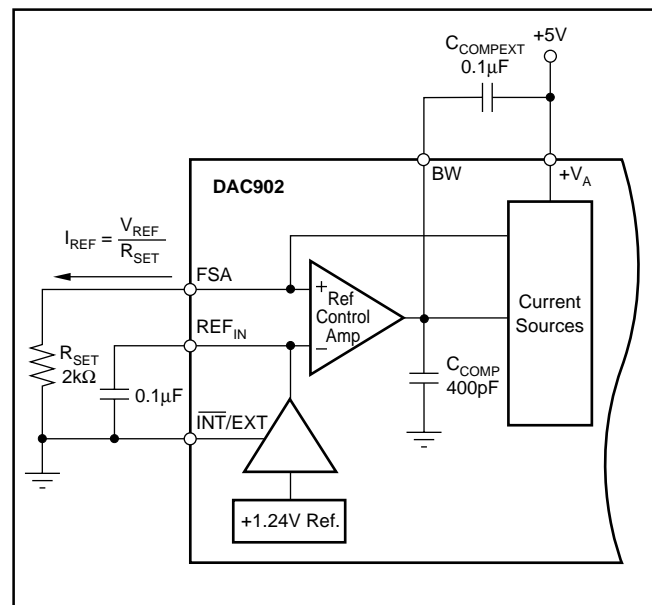 +5V
C_COMPEXT
0.1µF
BW
+V_A
DAC902
I_REF = V_REF / R_SET
FSA
+
Ref
Control
Amp
–
Current
Sources
REF_IN
R_SET
2kΩ
0.1µF
C_COMP
400pF
I̅N̅T̅/EXT
+1.24V Ref.